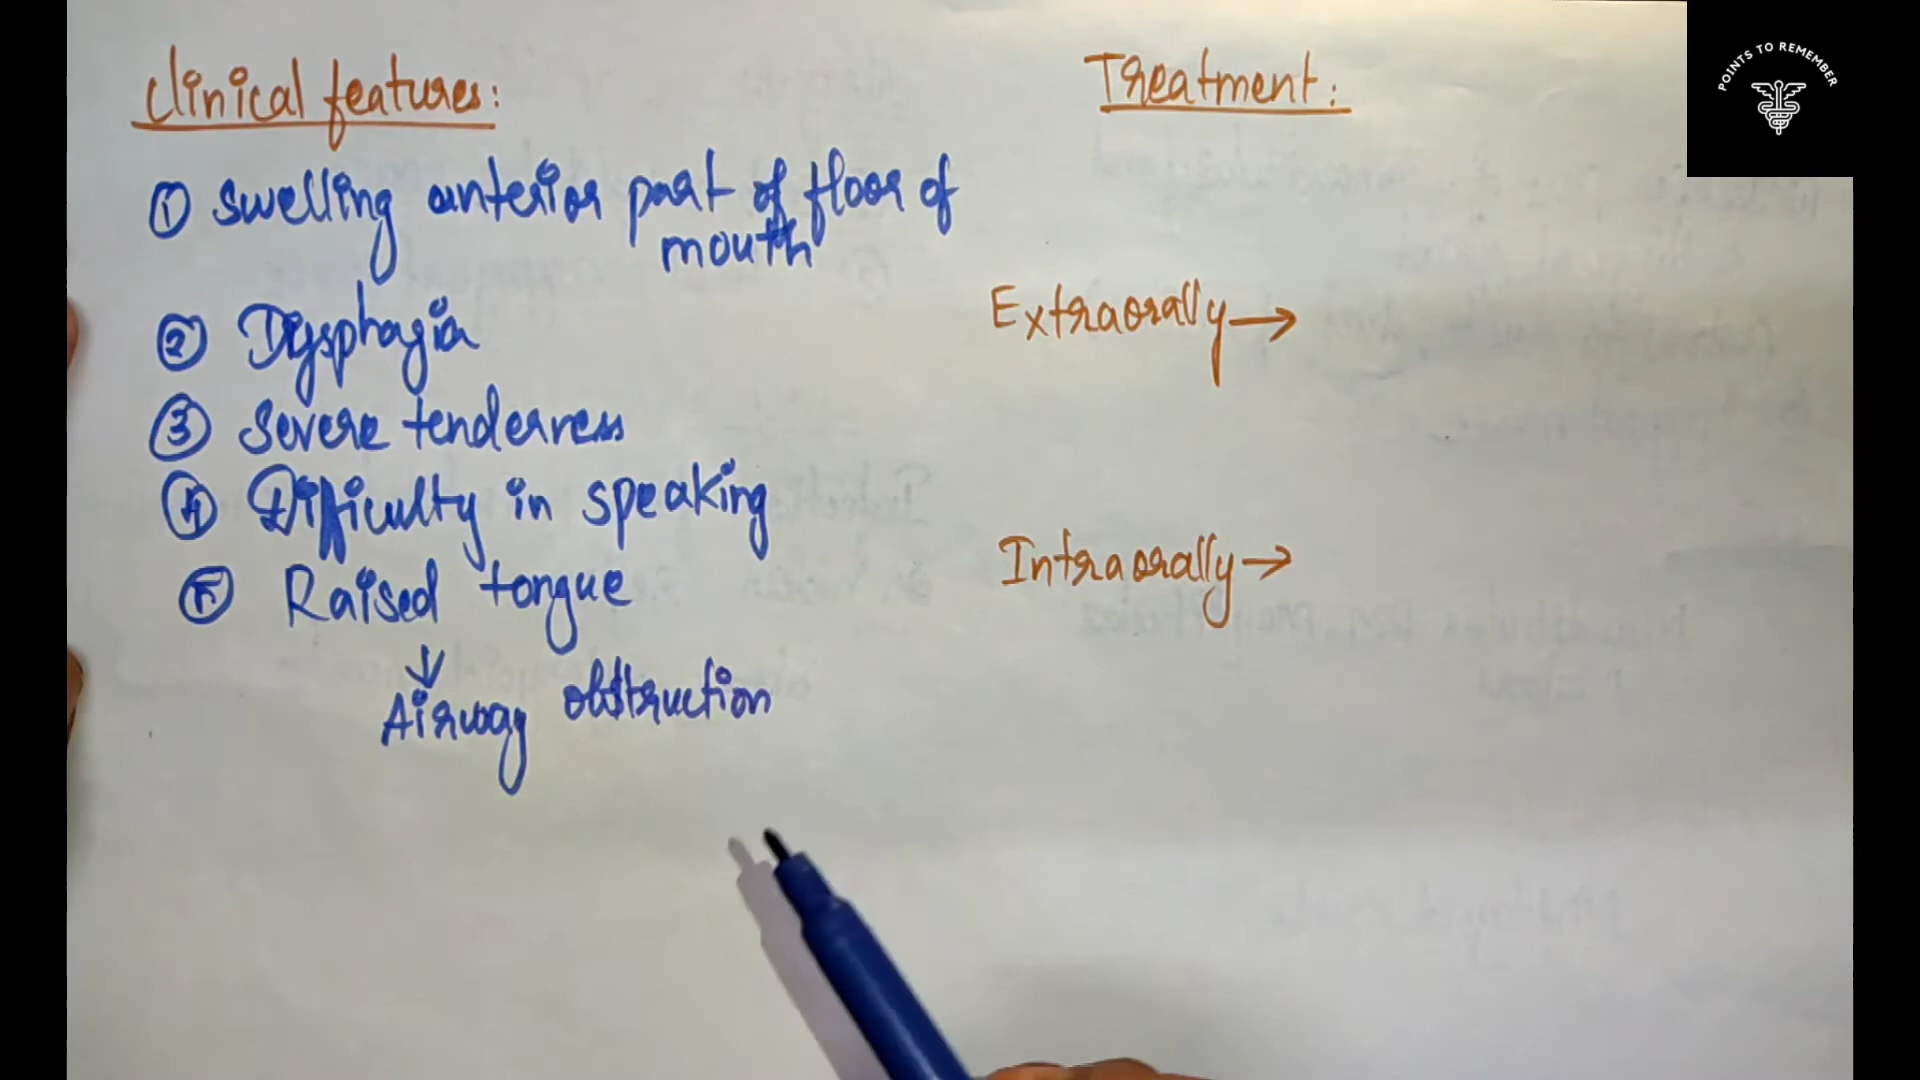 Clinical features:
① Swelling anterior part of floor of
mouth
② Dysphagia
③ Severe tenderness
④ Difficulty in speaking
⑤ Raised tongue
↓
Airway obstruction
Treatment:
Extraorally →
Intraorally →
POINTS TO REMEMBER